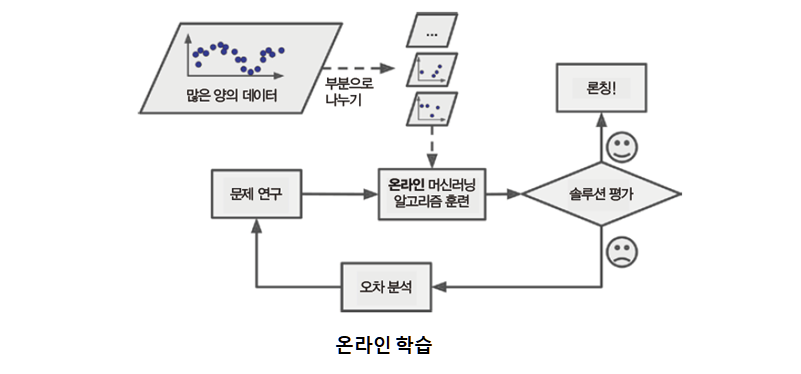 많은 양의 데이터
부분으로
나누기
...
론칭!
문제 연구
온라인 머신러닝
알고리즘 훈련
솔루션 평가
오차 분석
온라인 학습